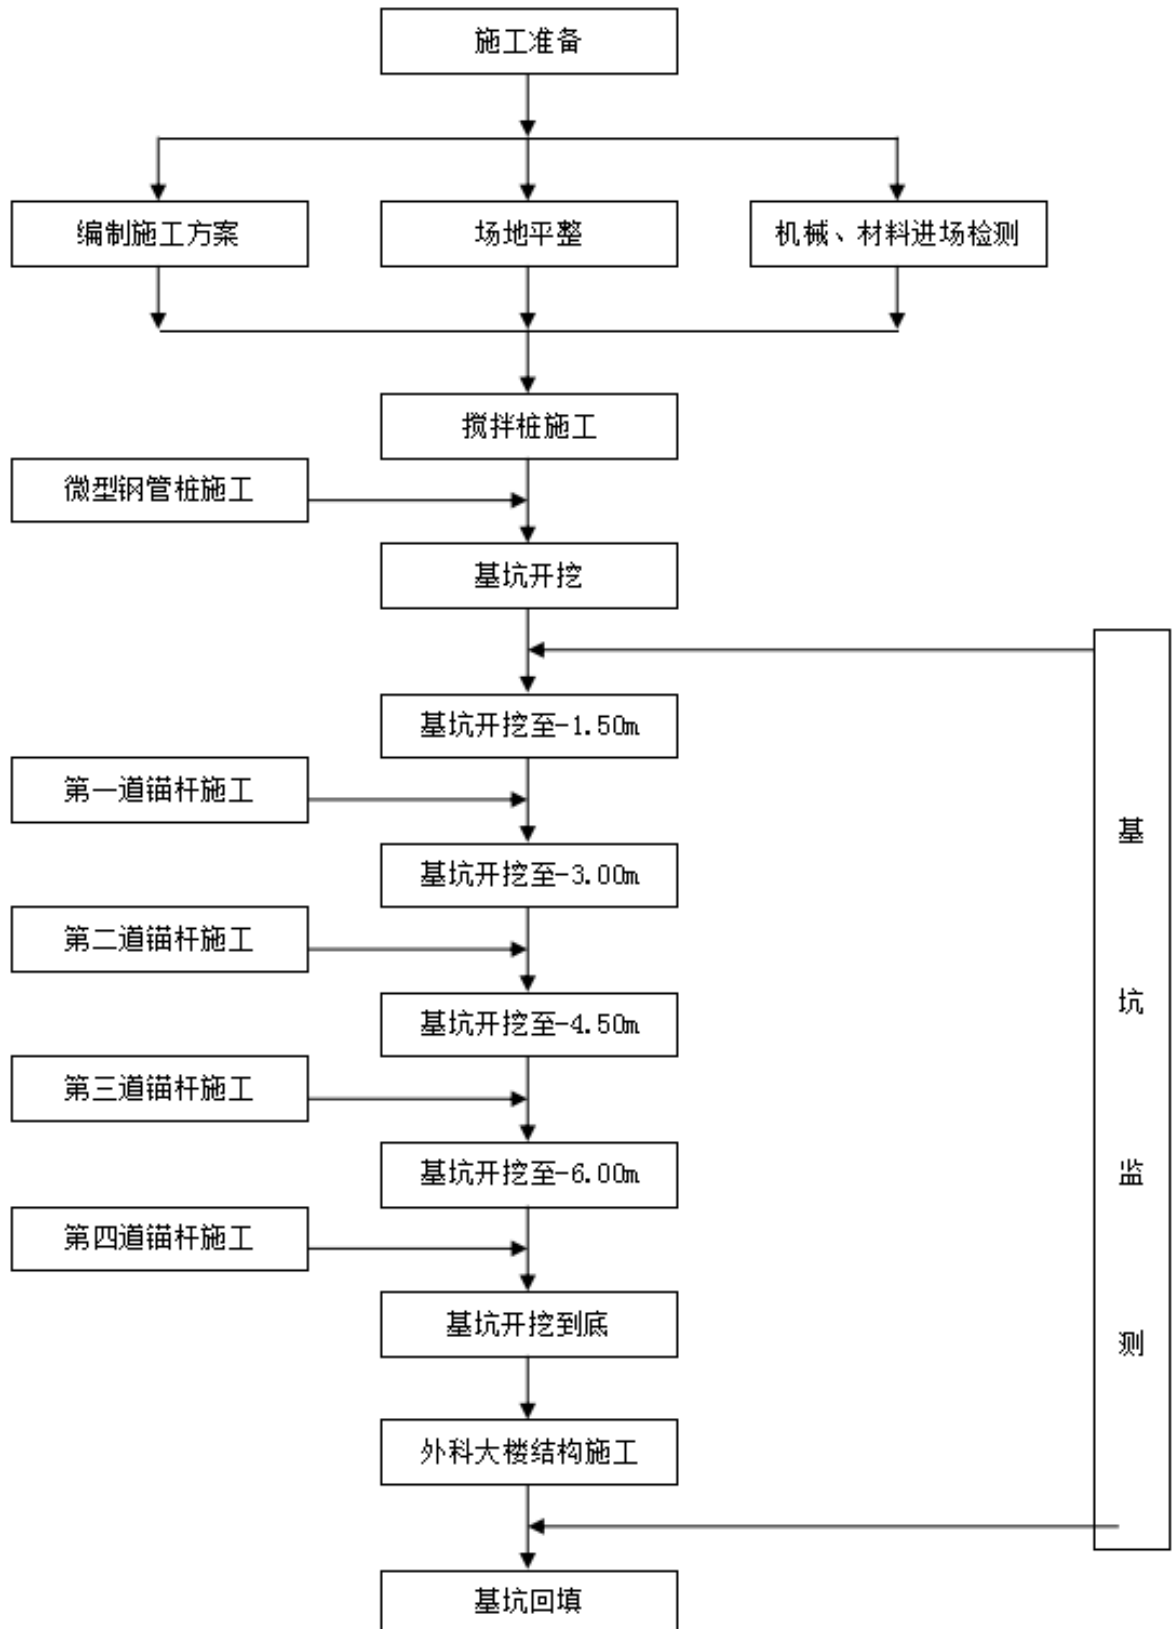 施工准备
编制施工方案
场地平整
机械、材料进场检测
搅拌桩施工
微型钢管桩施工
基坑开挖
基坑开挖至-1.50m
第一道锚杆施工
基坑开挖至-3.00m
第二道锚杆施工
基坑开挖至-4.50m
第三道锚杆施工
基坑开挖至-6.00m
第四道锚杆施工
基坑开挖到底
外科大楼结构施工
基坑回填
基坑监测